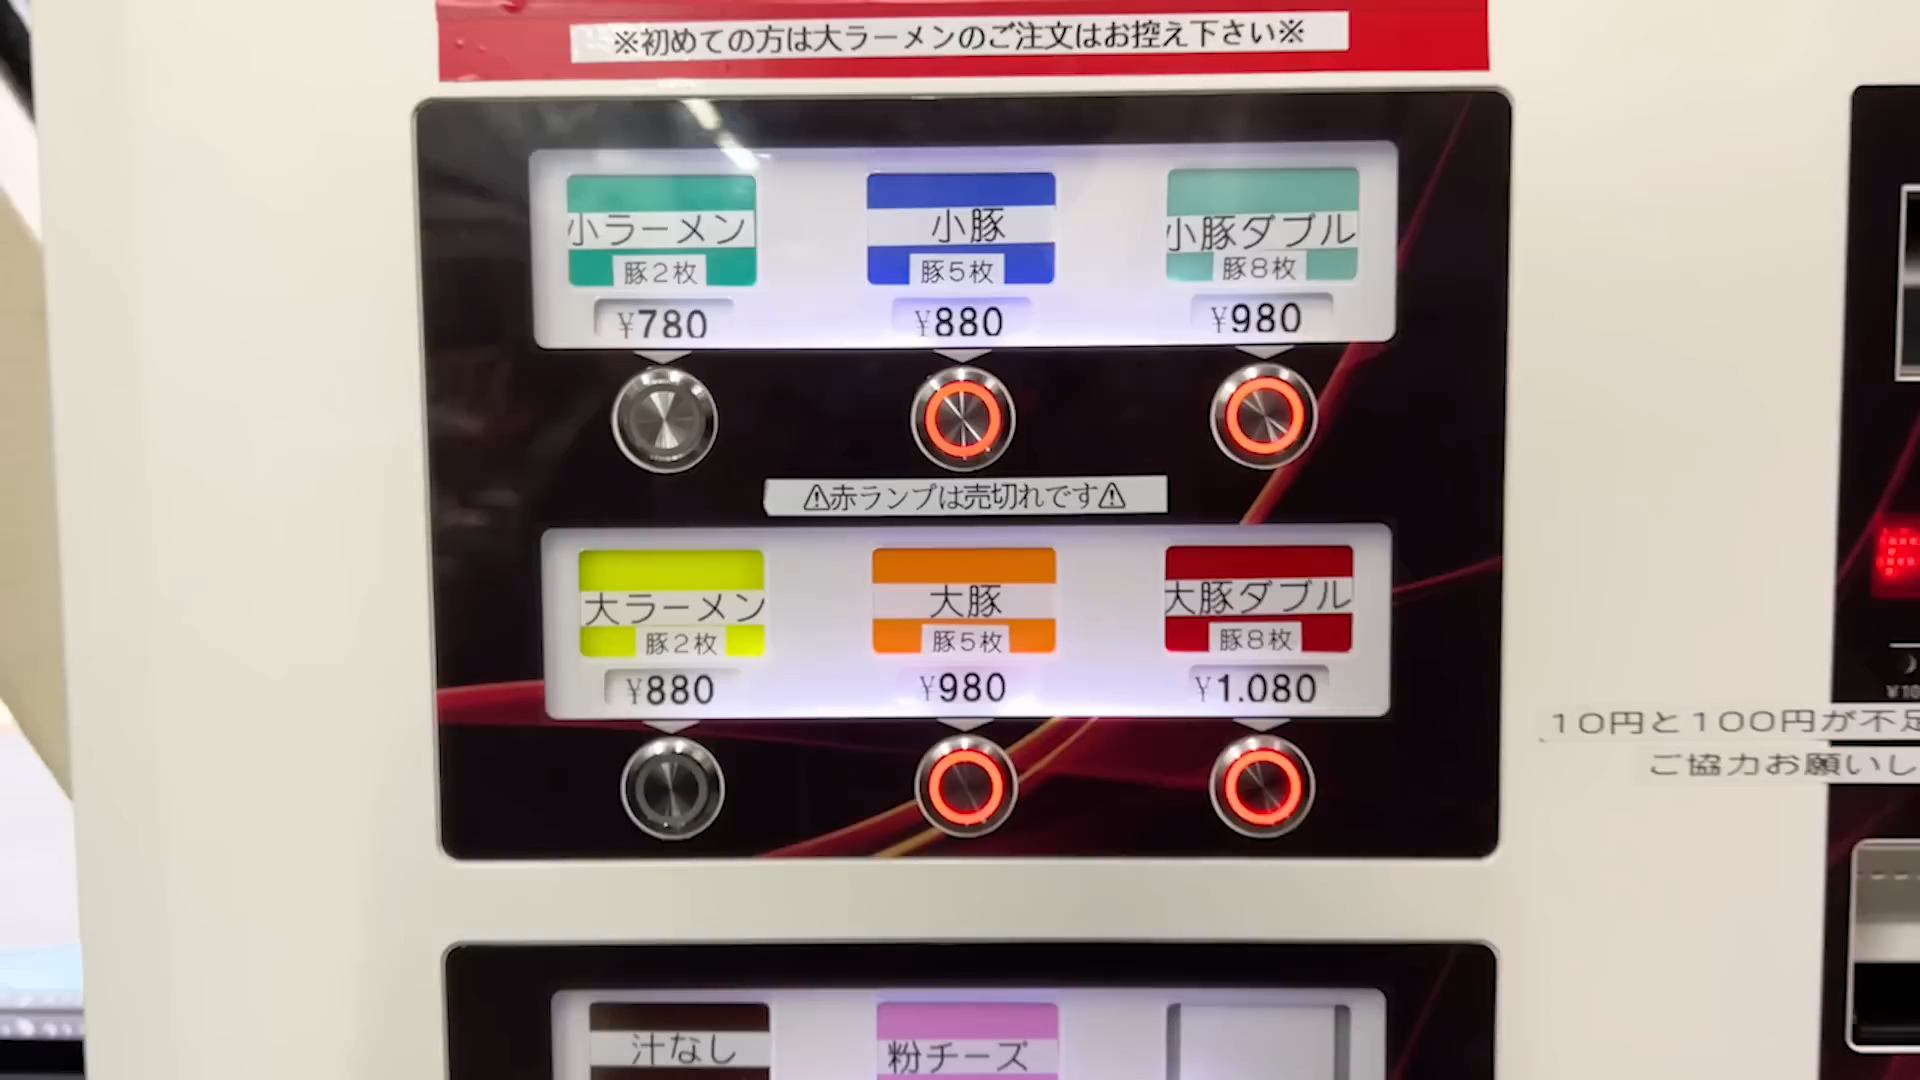 ※初めての方は大ラーメンのご注文はお控え下さい※
小ラーメン
豚2枚
¥780
小豚
豚5枚
¥880
小豚ダブル
豚8枚
¥980
⚠赤ランプは売切れです⚠
大ラーメン
豚2枚
¥880
大豚
豚5枚
¥980
大豚ダブル
豚8枚
¥1.080
10円と100円が不足
ご協力お願いし
汁なし
粉チーズ